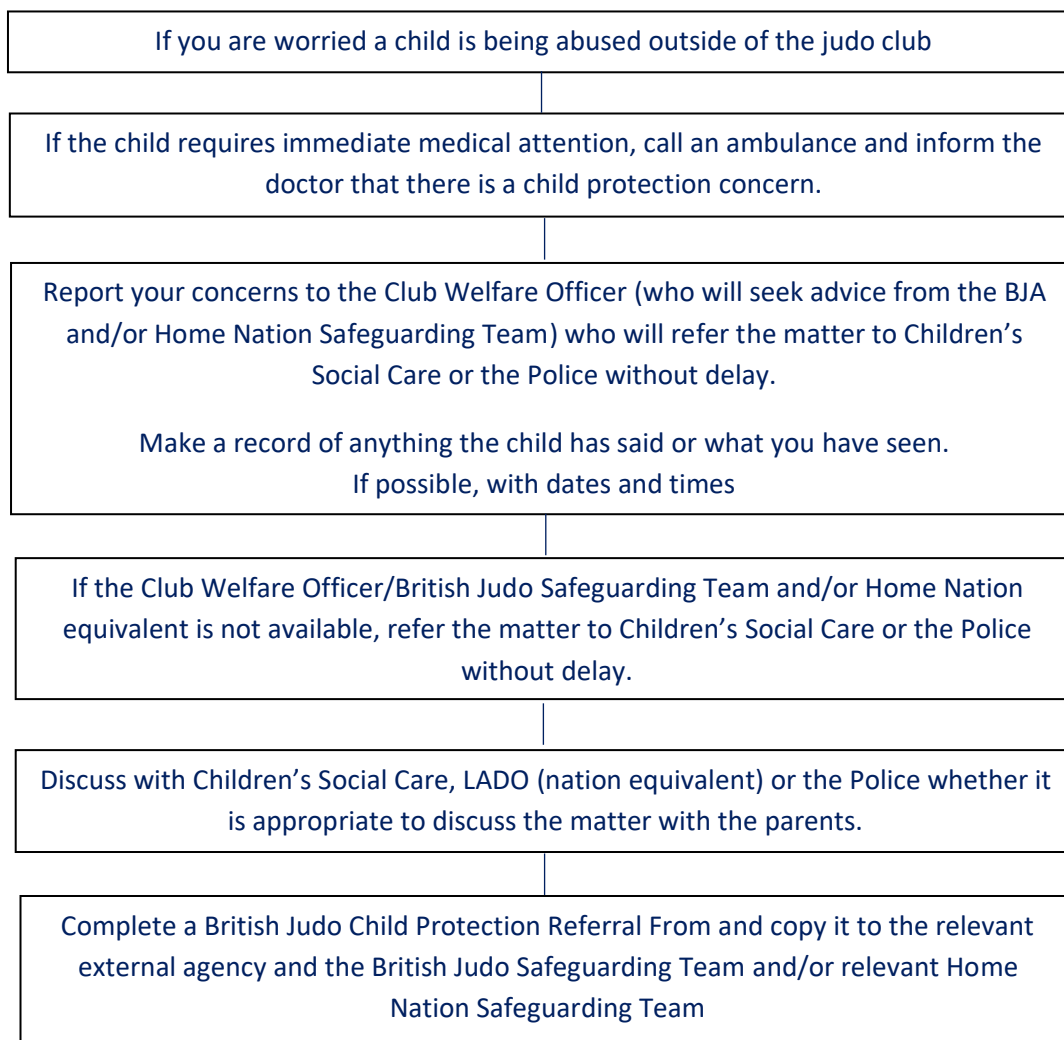 If you are worried a child is being abused outside of the judo club
If the child requires immediate medical attention, call an ambulance and inform the
doctor that there is a child protection concern.
Report your concerns to the Club Welfare Officer (who will seek advice from the BJA
and/or Home Nation Safeguarding Team) who will refer the matter to Children’s
Social Care or the Police without delay.
Make a record of anything the child has said or what you have seen.
If possible, with dates and times
If the Club Welfare Officer/British Judo Safeguarding Team and/or Home Nation
equivalent is not available, refer the matter to Children’s Social Care or the Police
without delay.
Discuss with Children’s Social Care, LADO (nation equivalent) or the Police whether it
is appropriate to discuss the matter with the parents.
Complete a British Judo Child Protection Referral From and copy it to the relevant
external agency and the British Judo Safeguarding Team and/or relevant Home
Nation Safeguarding Team